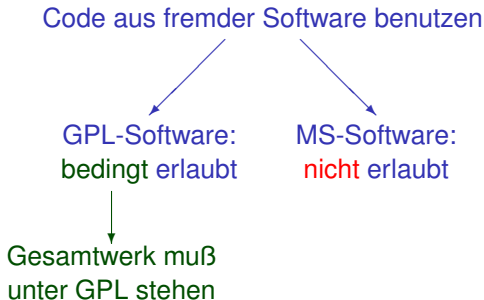 Code aus fremder Software benutzen
GPL-Software:
bedingt erlaubt
MS-Software:
nicht erlaubt
Gesamtwerk muß
unter GPL stehen